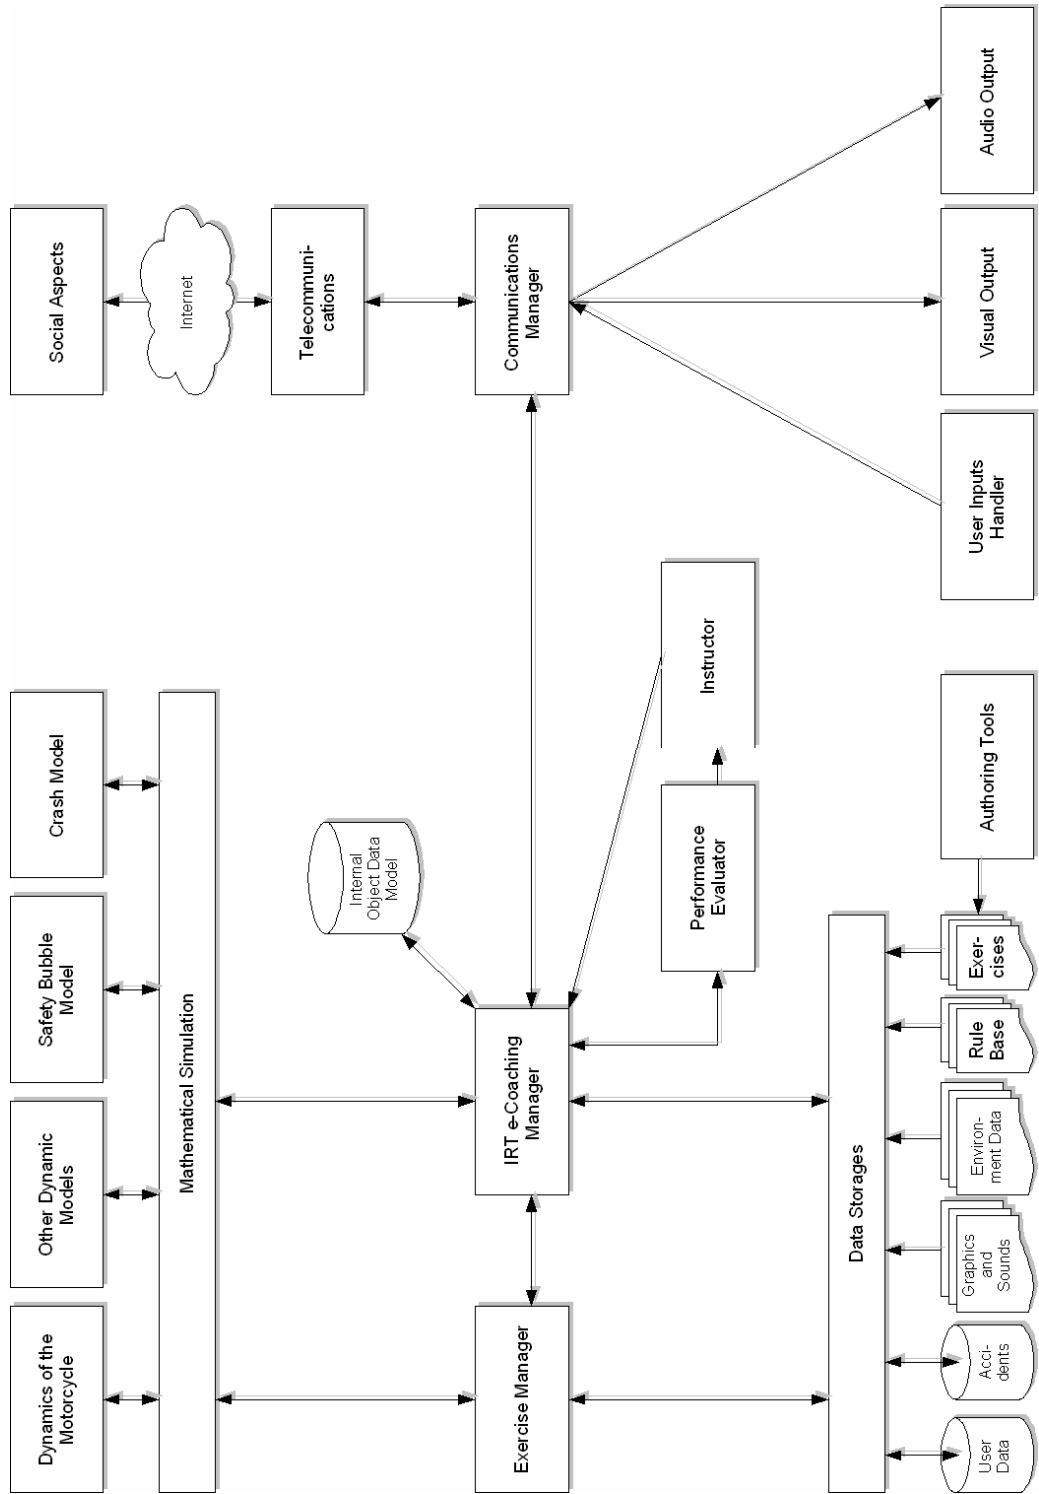 Dynamics of the
Motorcycle
Other Dynamic
Models
Safety Bubble
Model
Crash Model
Social Aspects
Mathematical Simulation
Internet
Telecommuni-
cations
Internal
Object Data
Model
Exercise Manager
IRT e-Coaching
Manager
Communications
Manager
Performance
Evaluator
Instructor
Data Storages
User
Data
Acci-
dents
Graphics
and
Sounds
Environ-
ment Data
Rule
Base
Exer-
cises
Authoring Tools
User Inputs
Handler
Visual Output
Audio Output